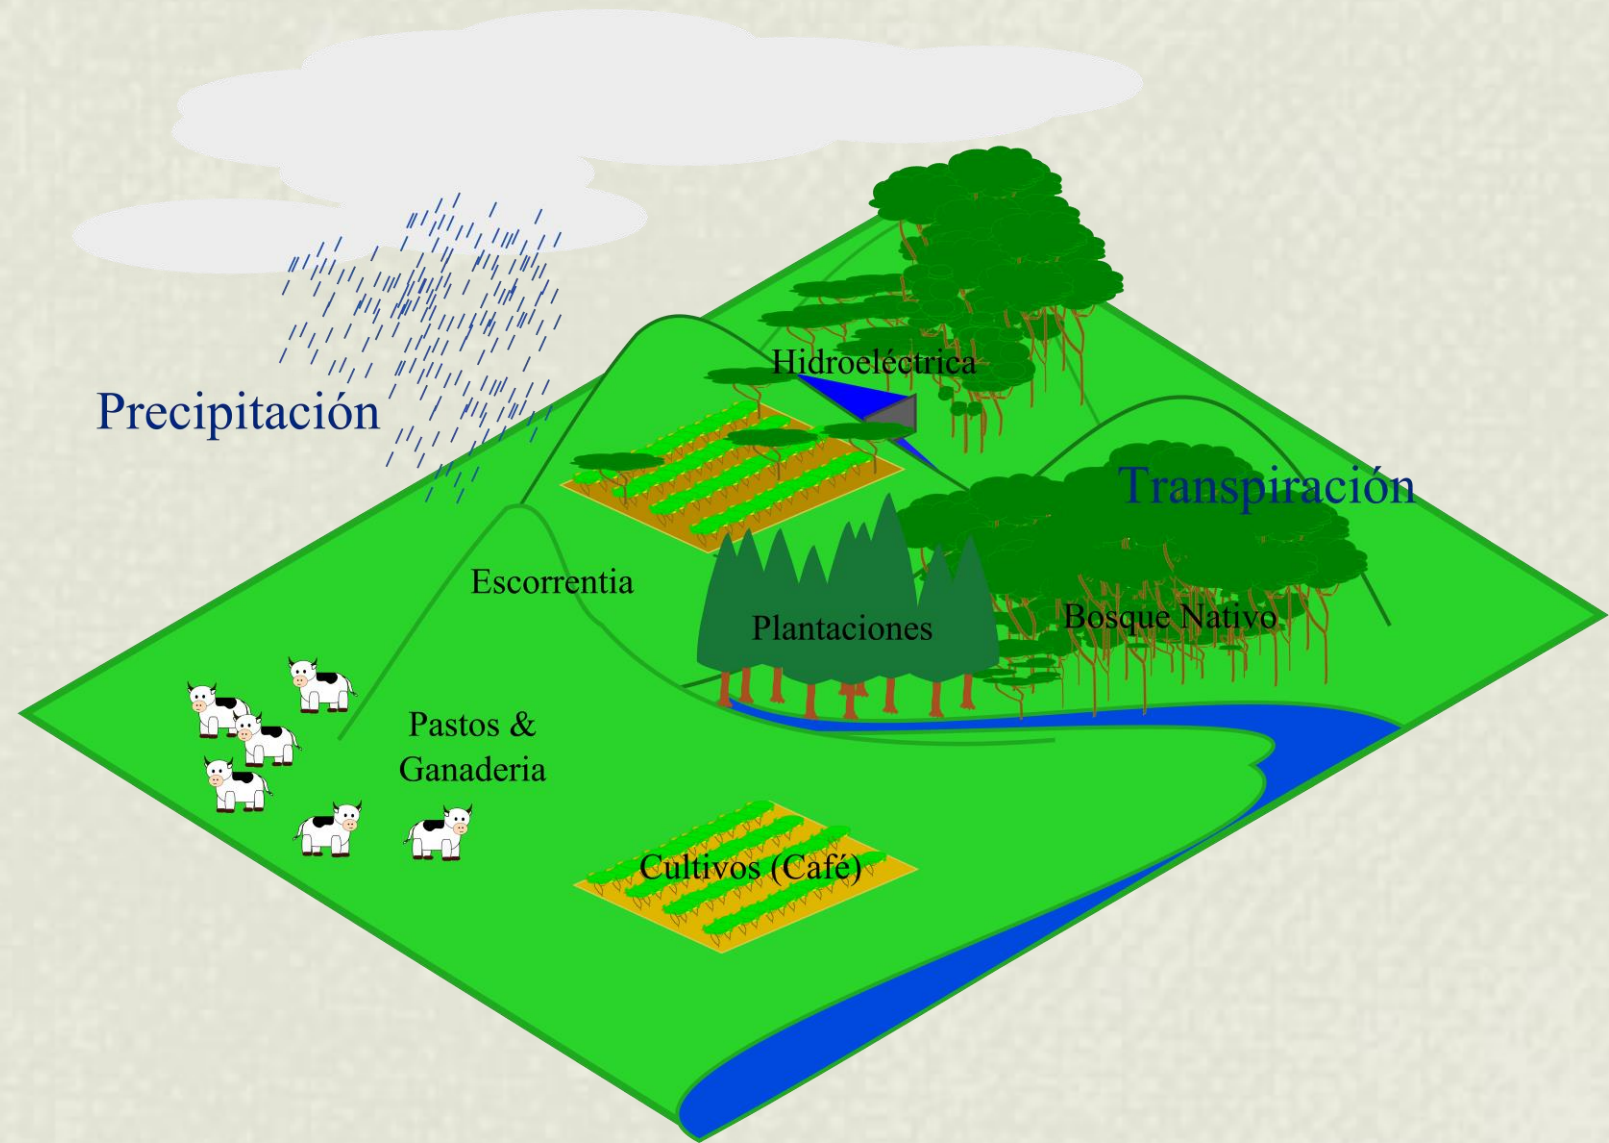 Hidroeléctrica
Precipitación
Transpiración
Escorrentia
Plantaciones
Bosque Nativo
Pastos &
Ganaderia
Cultivos (Café)